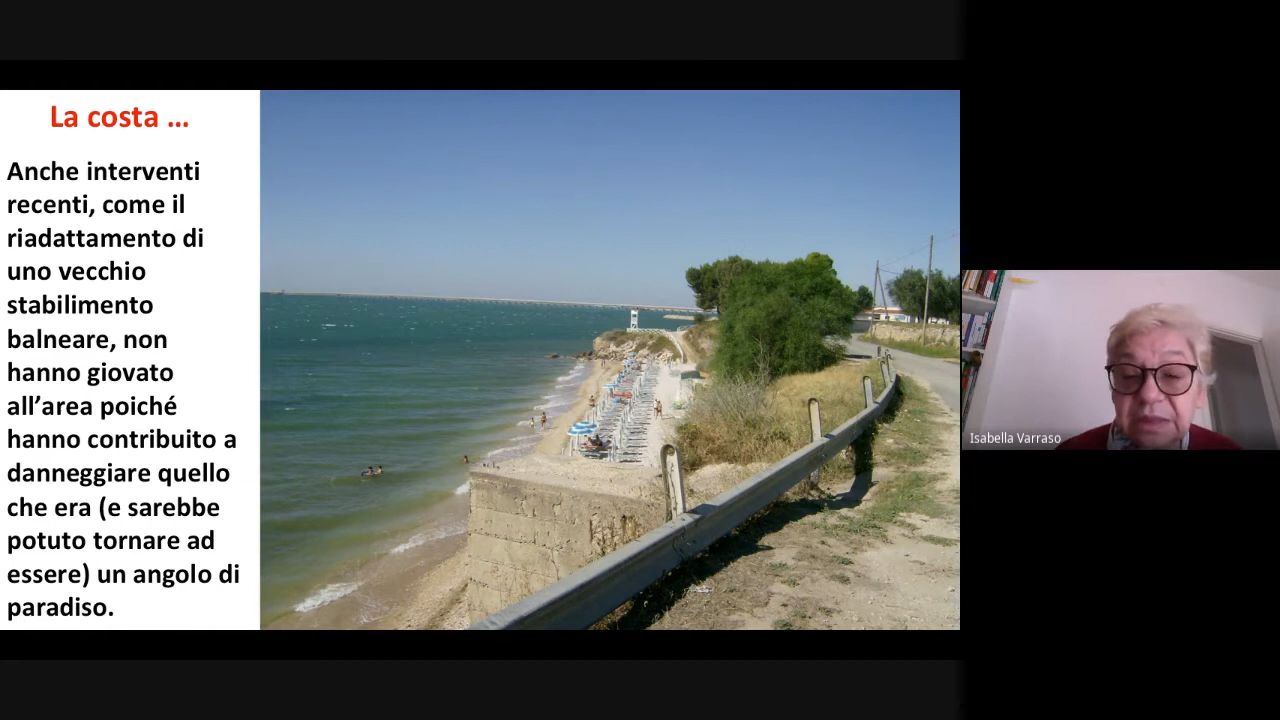 La costa ...
Anche interventi
recenti, come il
riadattamento di
uno vecchio
stabilimento
balneare, non
hanno giovato
all’area poiché
hanno contribuito a
danneggiare quello
che era (e sarebbe
potuto tornare ad
essere) un angolo di
paradiso.
Isabella Varraso